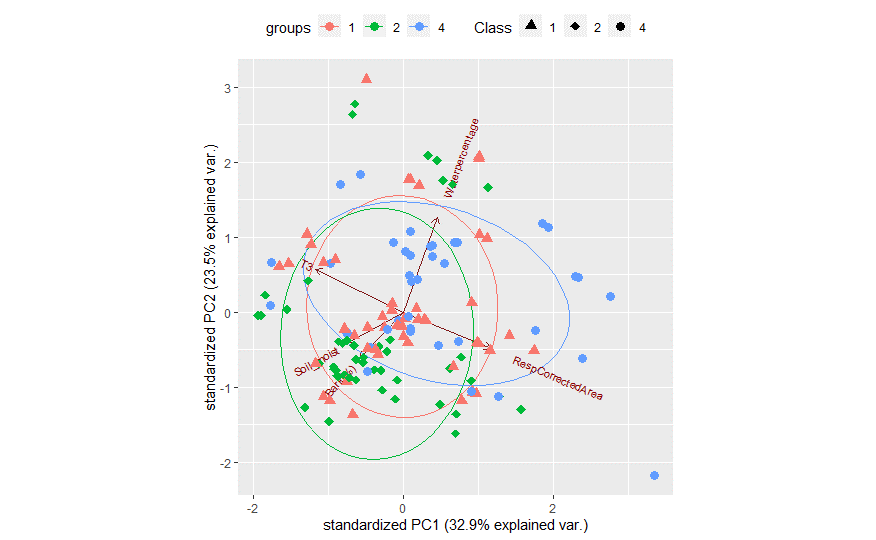 groups 1 2 4 Class 1 2 4
standardized PC2 (23.5% explained var.)
3
2
1
0
-1
-2
Waterpercentage
T3
Soil_moist
RespCorrectedArea
-2 0 2
standardized PC1 (32.9% explained var.)